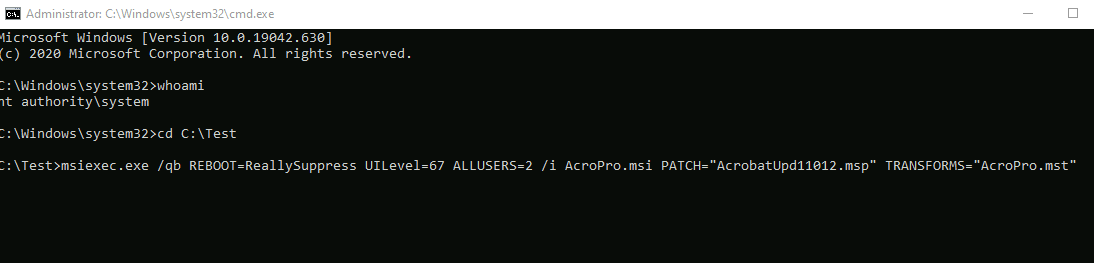 Administrator: C:\Windows\system32\cmd.exe
Microsoft Windows [Version 10.0.19042.630]
(c) 2020 Microsoft Corporation. All rights reserved.
C:\Windows\system32>whoami
nt authority\system
C:\Windows\system32>cd C:\Test
C:\Test>msiexec.exe /qb REBOOT=ReallySuppress UILevel=67 ALLUSERS=2 /i AcroPro.msi PATCH="AcrobatUpd11012.msp" TRANSFORMS="AcroPro.mst"